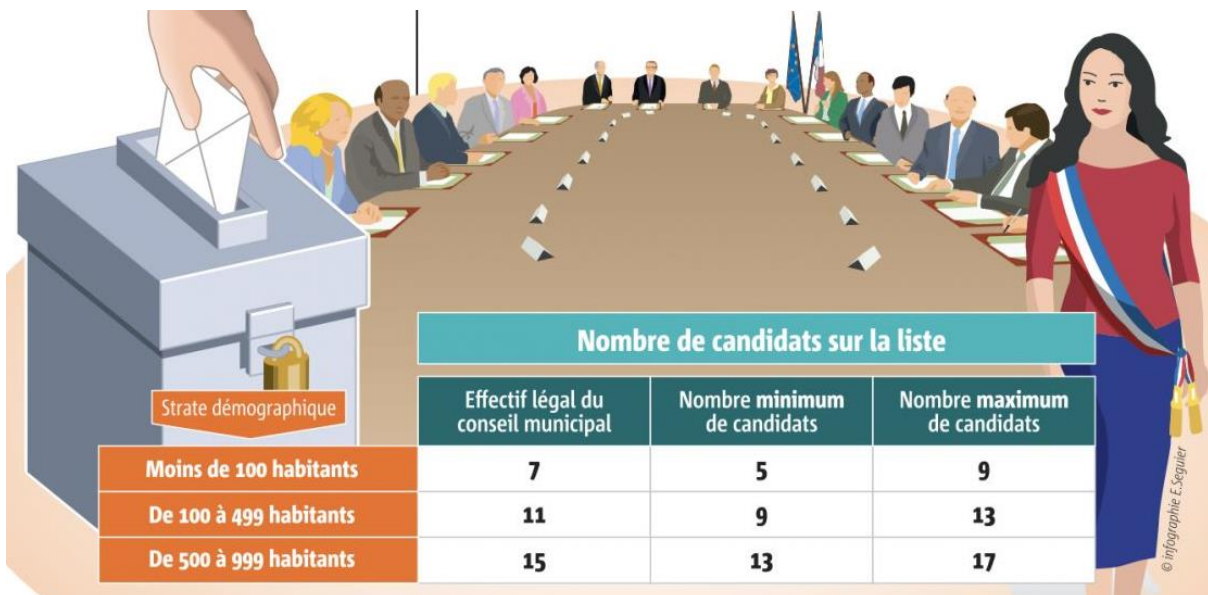 Nombre de candidats sur la liste
Strate démographique
Effectif légal du
conseil municipal
Nombre minimum
de candidats
Nombre maximum
de candidats
Moins de 100 habitants 7 5 9
De 100 à 499 habitants 11 9 13
De 500 à 999 habitants 15 13 17
© infographie E.Seguier